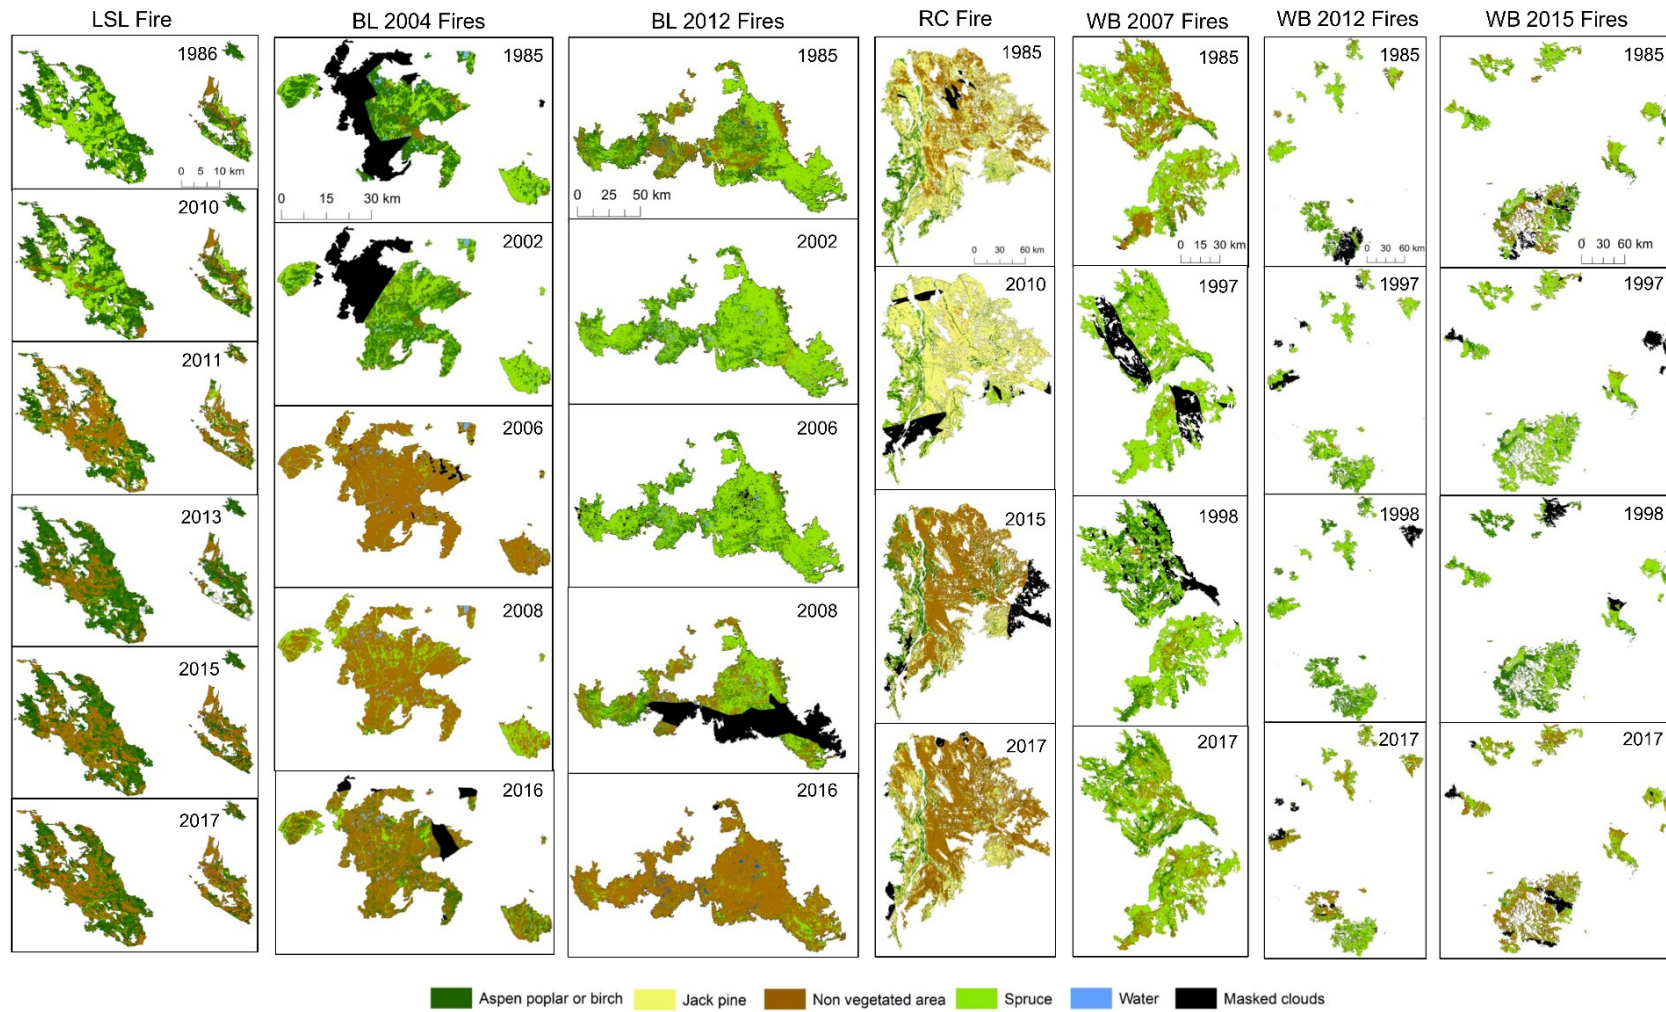 LSL Fire
1986
0 5 10 km
2010
2011
2013
2015
2017
BL 2004 Fires
1985
0 15 30 km
2002
2006
2008
2016
BL 2012 Fires
1985
0 25 50 km
2002
2006
2008
2016
RC Fire
1985
0 30 60 km
2010
2015
2017
WB 2007 Fires
1985
0 15 30 km
1997
1998
2017
WB 2012 Fires
1985
0 30 60 km
1997
1998
2017
WB 2015 Fires
1985
0 30 60 km
1997
1998
2017
Aspen poplar or birch
Jack pine
Non vegetated area
Spruce
Water
Masked clouds